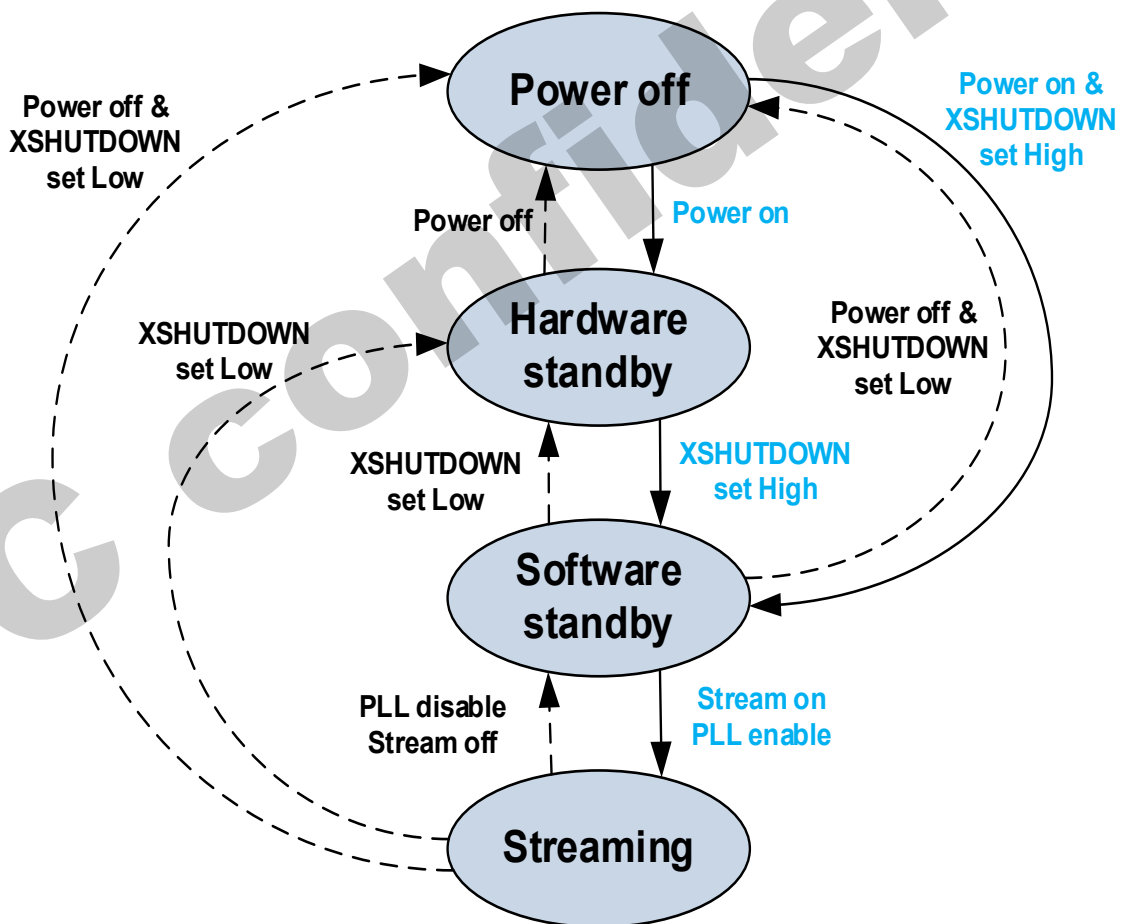 Power off
Power off &
XSHUTDOWN
set Low
Power on &
XSHUTDOWN
set High
Power off
Power on
Hardware
standby
XSHUTDOWN
set Low
Power off &
XSHUTDOWN
set Low
XSHUTDOWN
set Low
XSHUTDOWN
set High
Software
standby
PLL disable
Stream off
Stream on
PLL enable
Streaming